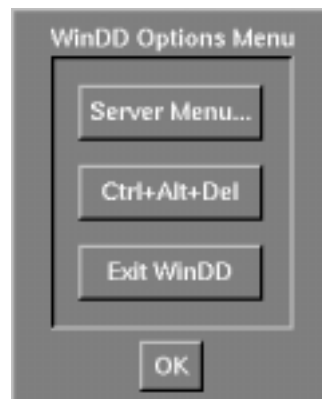 WinDD Options Menu
Server Menu...
Ctrl+Alt+Del
Exit WinDD
OK